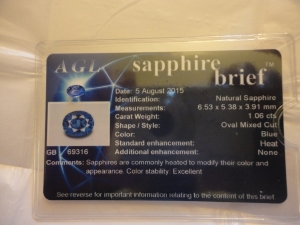 AGL sapphire brief™
Date: 5 August 2015
Identification: Natural Sapphire
Measurements: 6.53 x 5.38 x 3.91 mm
Carat Weight: 1.06 cts
Shape / Style: Oval Mixed Cut
Color: Blue
Standard enhancement: Heat
Additional Enhancement: None
GB 69316
Comments: Sapphires are commonly heated to modify their color and
appearance. Color stability: Excellent
See reverse for important information relating to the content of this brief